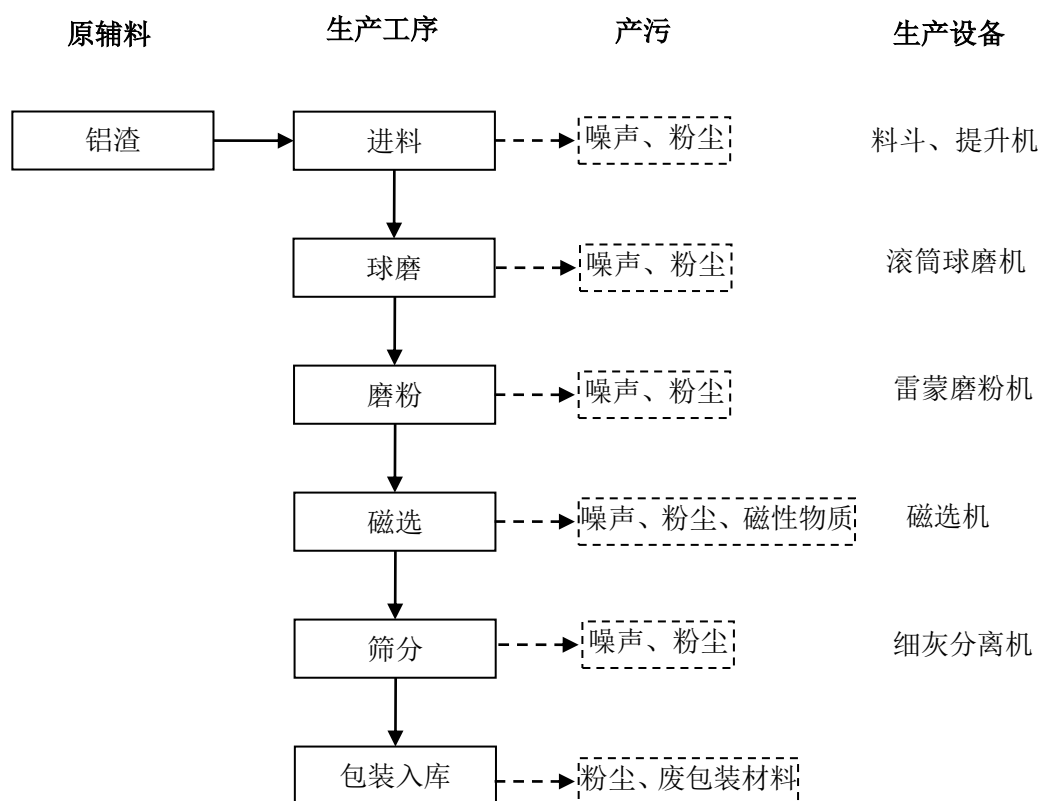 原辅料 生产工序 产污 生产设备
铝渣 进料 噪声、粉尘 料斗、提升机
球磨 噪声、粉尘 滚筒球磨机
磨粉 噪声、粉尘 雷蒙磨粉机
磁选 噪声、粉尘、磁性物质 磁选机
筛分 噪声、粉尘 细灰分离机
包装入库 粉尘、废包装材料